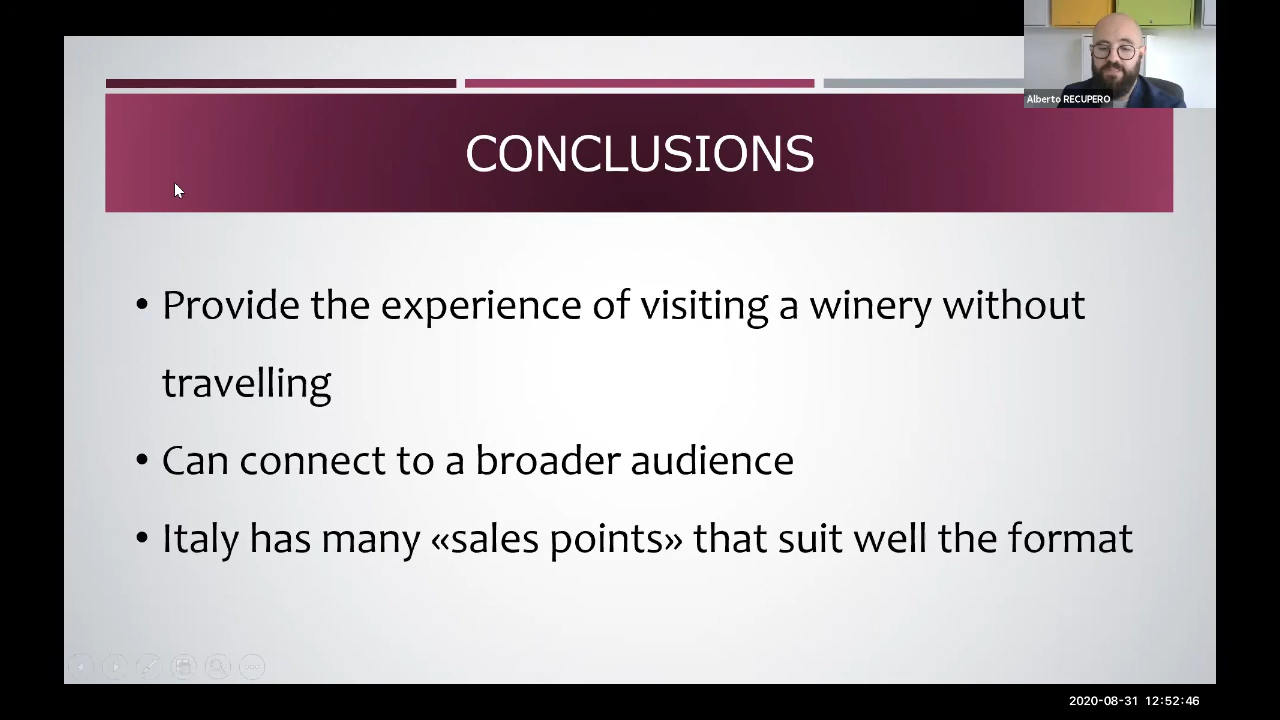 Alberto RECUPERO
CONCLUSIONS
• Provide the experience of visiting a winery without
travelling
• Can connect to a broader audience
• Italy has many «sales points» that suit well the format
2020-08-31 12:52:46